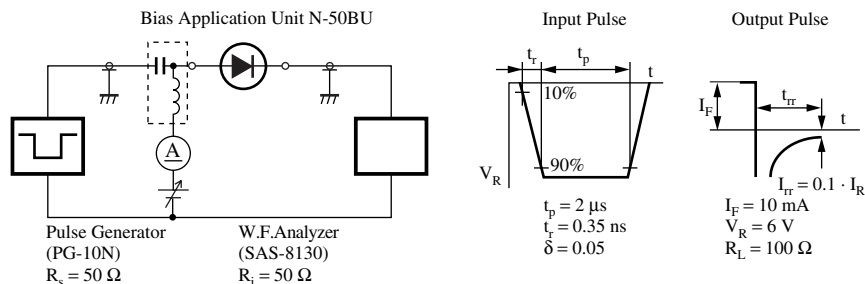 Bias Application Unit N-50BU
A
Pulse Generator
(PG-10N)
R_s = 50 Ω
W.F.Analyzer
(SAS-8130)
R_i = 50 Ω
Input Pulse
t_r
t_p
t
10%
90%
V_R
t_p = 2 μs
t_r = 0.35 ns
δ = 0.05
Output Pulse
I_F
t_rr
t
I_rr = 0.1 · I_R
I_F = 10 mA
V_R = 6 V
R_L = 100 Ω